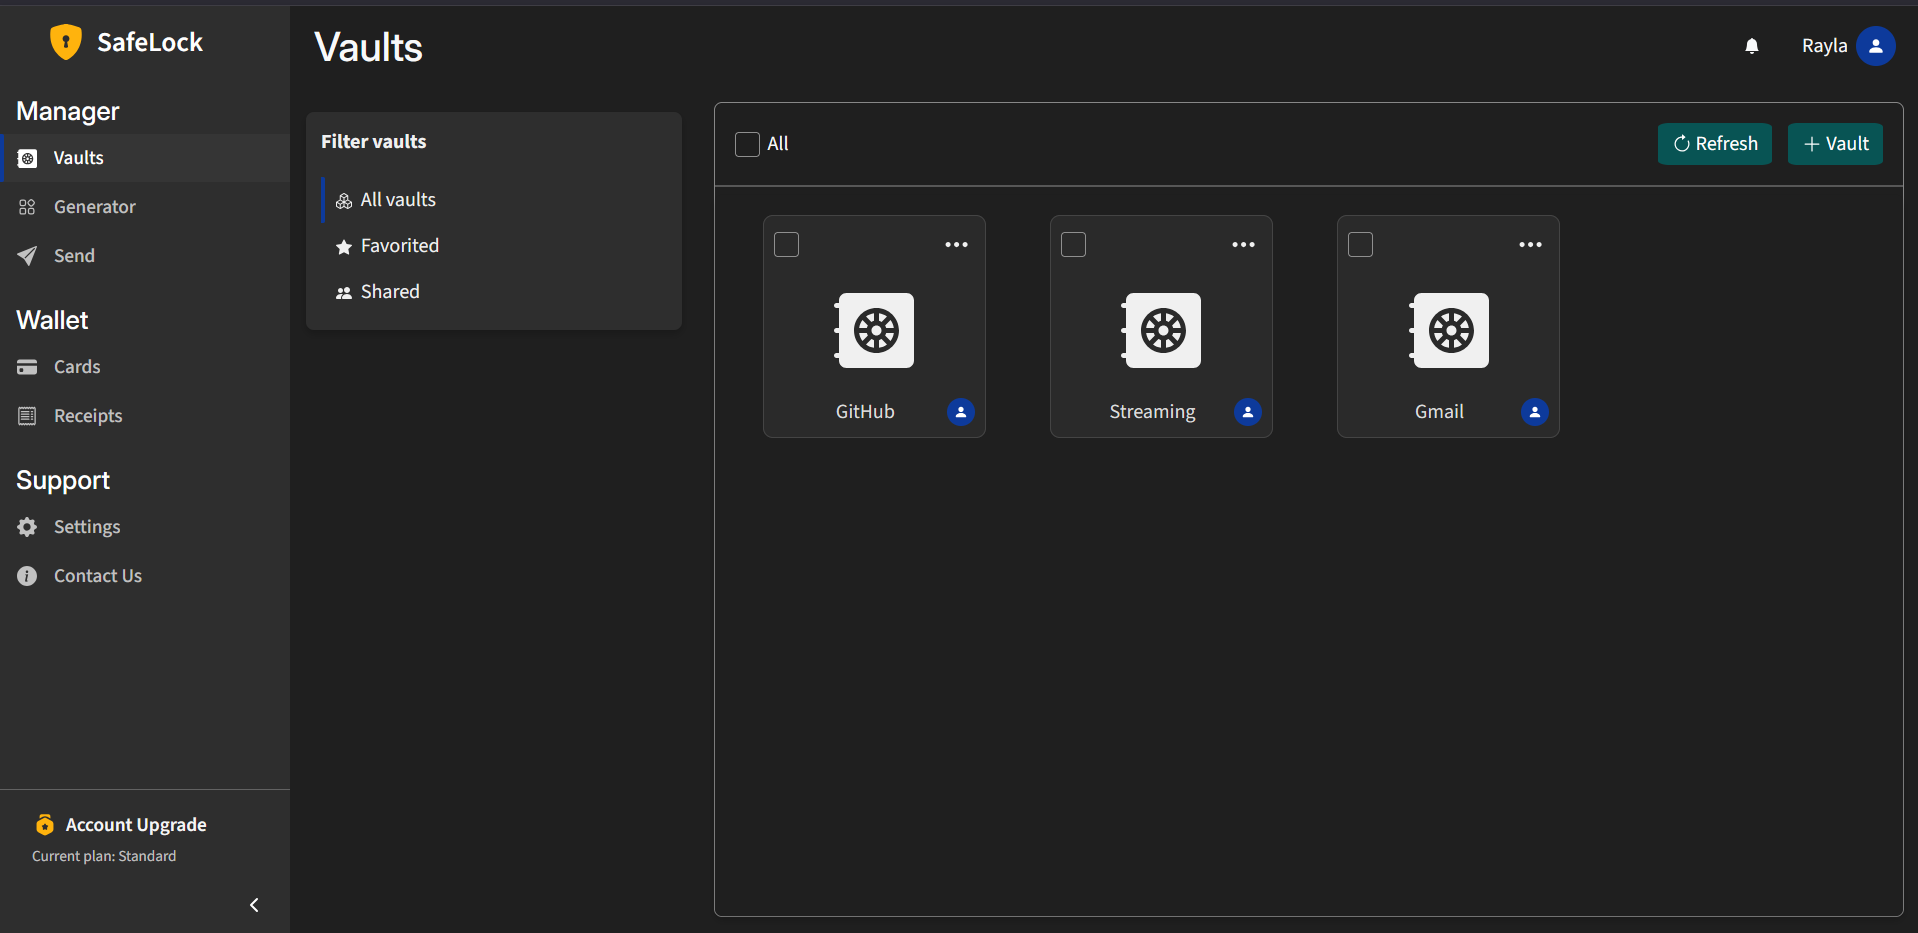 SafeLock
Manager
Vaults
Generator
Send
Wallet
Cards
Receipts
Support
Settings
Contact Us
Account Upgrade
Current plan: Standard
Vaults
Rayla
Filter vaults
All vaults
Favorited
Shared
All
Refresh
+ Vault
GitHub
Streaming
Gmail